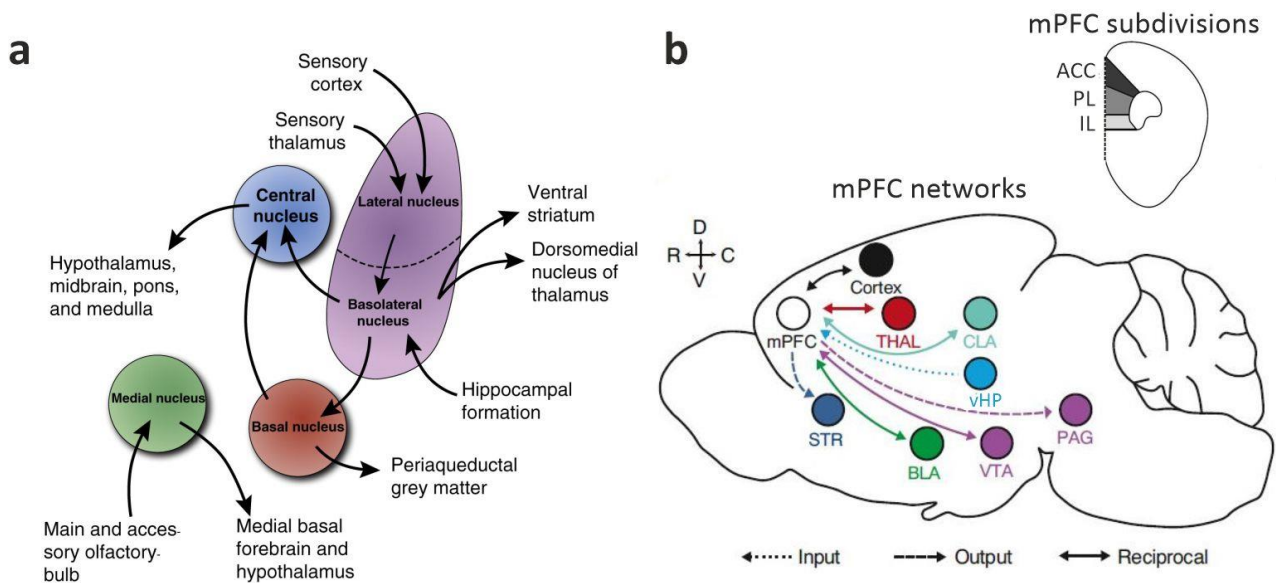 a
Sensory
cortex
Sensory
thalamus
Central
nucleus
Lateral nucleus
Ventral
striatum
Dorsomedial
nucleus of
thalamus
Hypothalamus,
midbrain, pons,
and medulla
Basolateral
nucleus
Hippocampal
formation
Medial nucleus
Basal nucleus
Periaqueductal
grey matter
Main and acces-
sory olfactory-
bulb
Medial basal
forebrain and
hypothalamus
b
mPFC subdivisions
ACC
PL
IL
mPFC networks
D
R
C
V
Cortex
mPFC
THAL
CLA
vHP
STR
BLA
VTA
PAG
Input
Output
Reciprocal